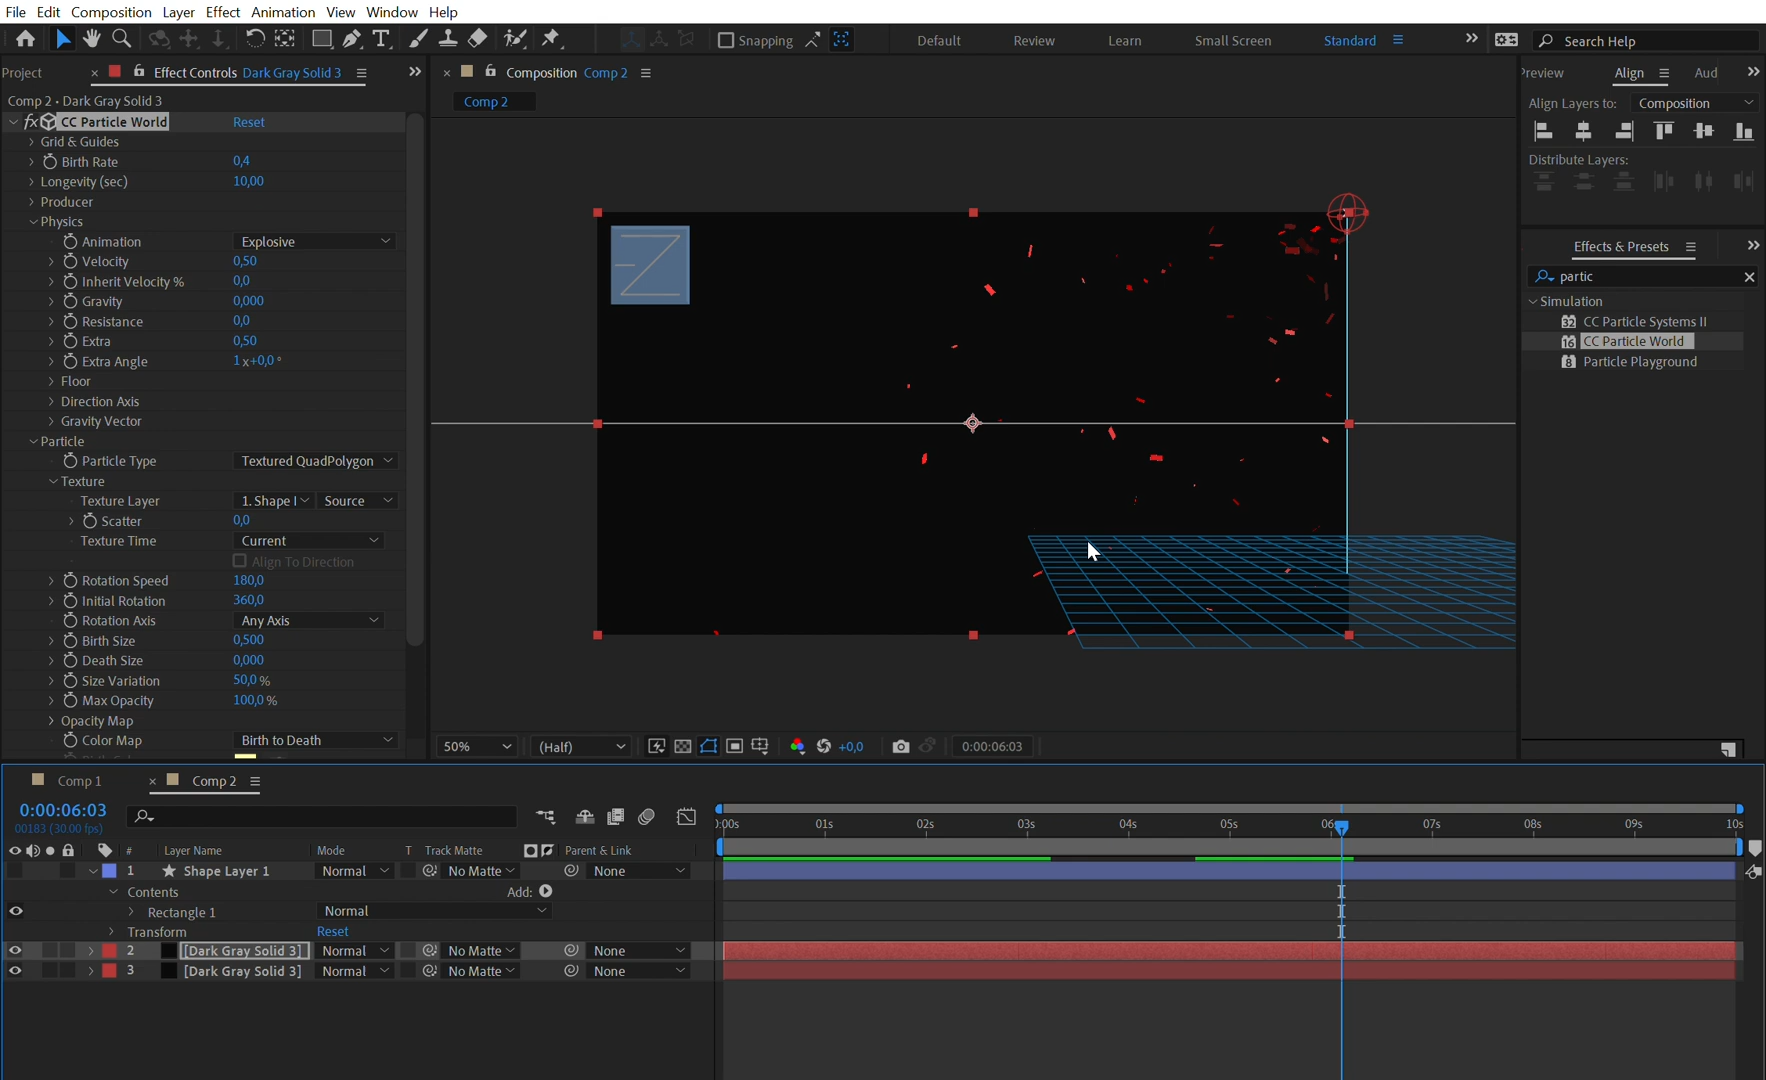 File Edit Composition Layer Effect Animation View Window Help
Snapping Default Review Learn Small Screen Standard Search Help
Project Effect Controls Dark Gray Solid 3
Composition Comp 2
review Align Aud
Comp 2 • Dark Gray Solid 3
Comp 2
Align Layers to: Composition
fx CC Particle World Reset
Grid & Guides
Birth Rate 0,4
Distribute Layers:
Longevity (sec) 10,00
Producer
Physics
Animation Explosive
Effects & Presets
Velocity 0,50
Inherit Velocity % 0,0
partic
Gravity 0,000
Simulation
Resistance 0,0
32 CC Particle Systems II
Extra 0,50
16 CC Particle World
Extra Angle 1x+0,0°
8 Particle Playground
Floor
Direction Axis
Gravity Vector
Particle
Particle Type Textured QuadPolygon
Texture
Texture Layer 1. Shape l Source
Scatter 0,0
Texture Time Current
Align To Direction
Rotation Speed 180,0
Initial Rotation 360,0
Rotation Axis Any Axis
Birth Size 0,500
Death Size 0,000
Size Variation 50,0 %
Max Opacity 100,0 %
Opacity Map
Color Map Birth to Death
50% (Half) +0,0 0:00:06:03
Comp 1 Comp 2
0:00:06:03
00183 (30.00 fps)
:00s 01s 02s 03s 04s 05s 06s 07s 08s 09s 10s
# Layer Name Mode T Track Matte Parent & Link
1 Shape Layer 1 Normal No Matte None
Contents Add:
Rectangle 1 Normal
Transform Reset
2 [Dark Gray Solid 3] Normal No Matte None
3 [Dark Gray Solid 3] Normal No Matte None